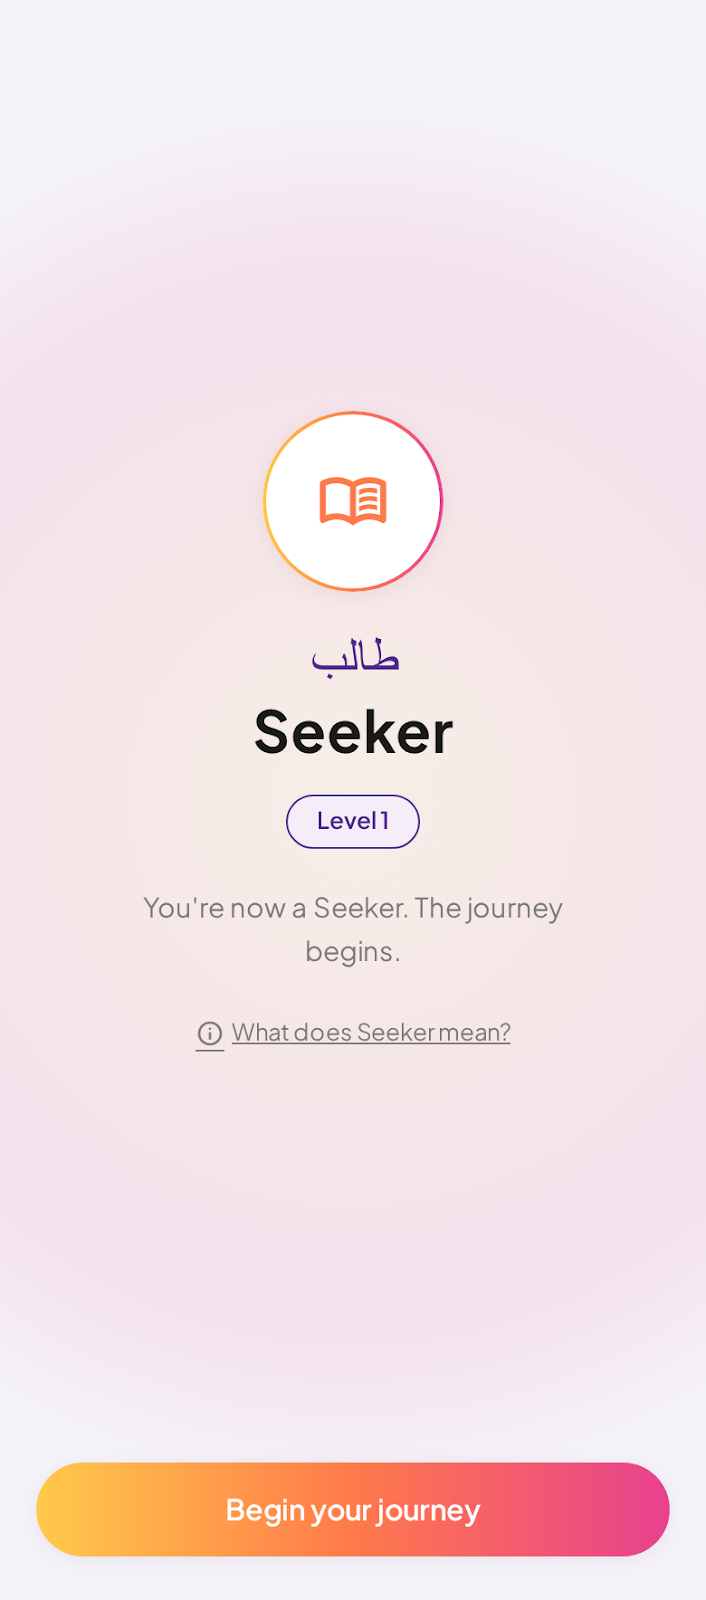 طالب
Seeker
Level 1
You're now a Seeker. The journey
begins.
What does Seeker mean?
Begin your journey